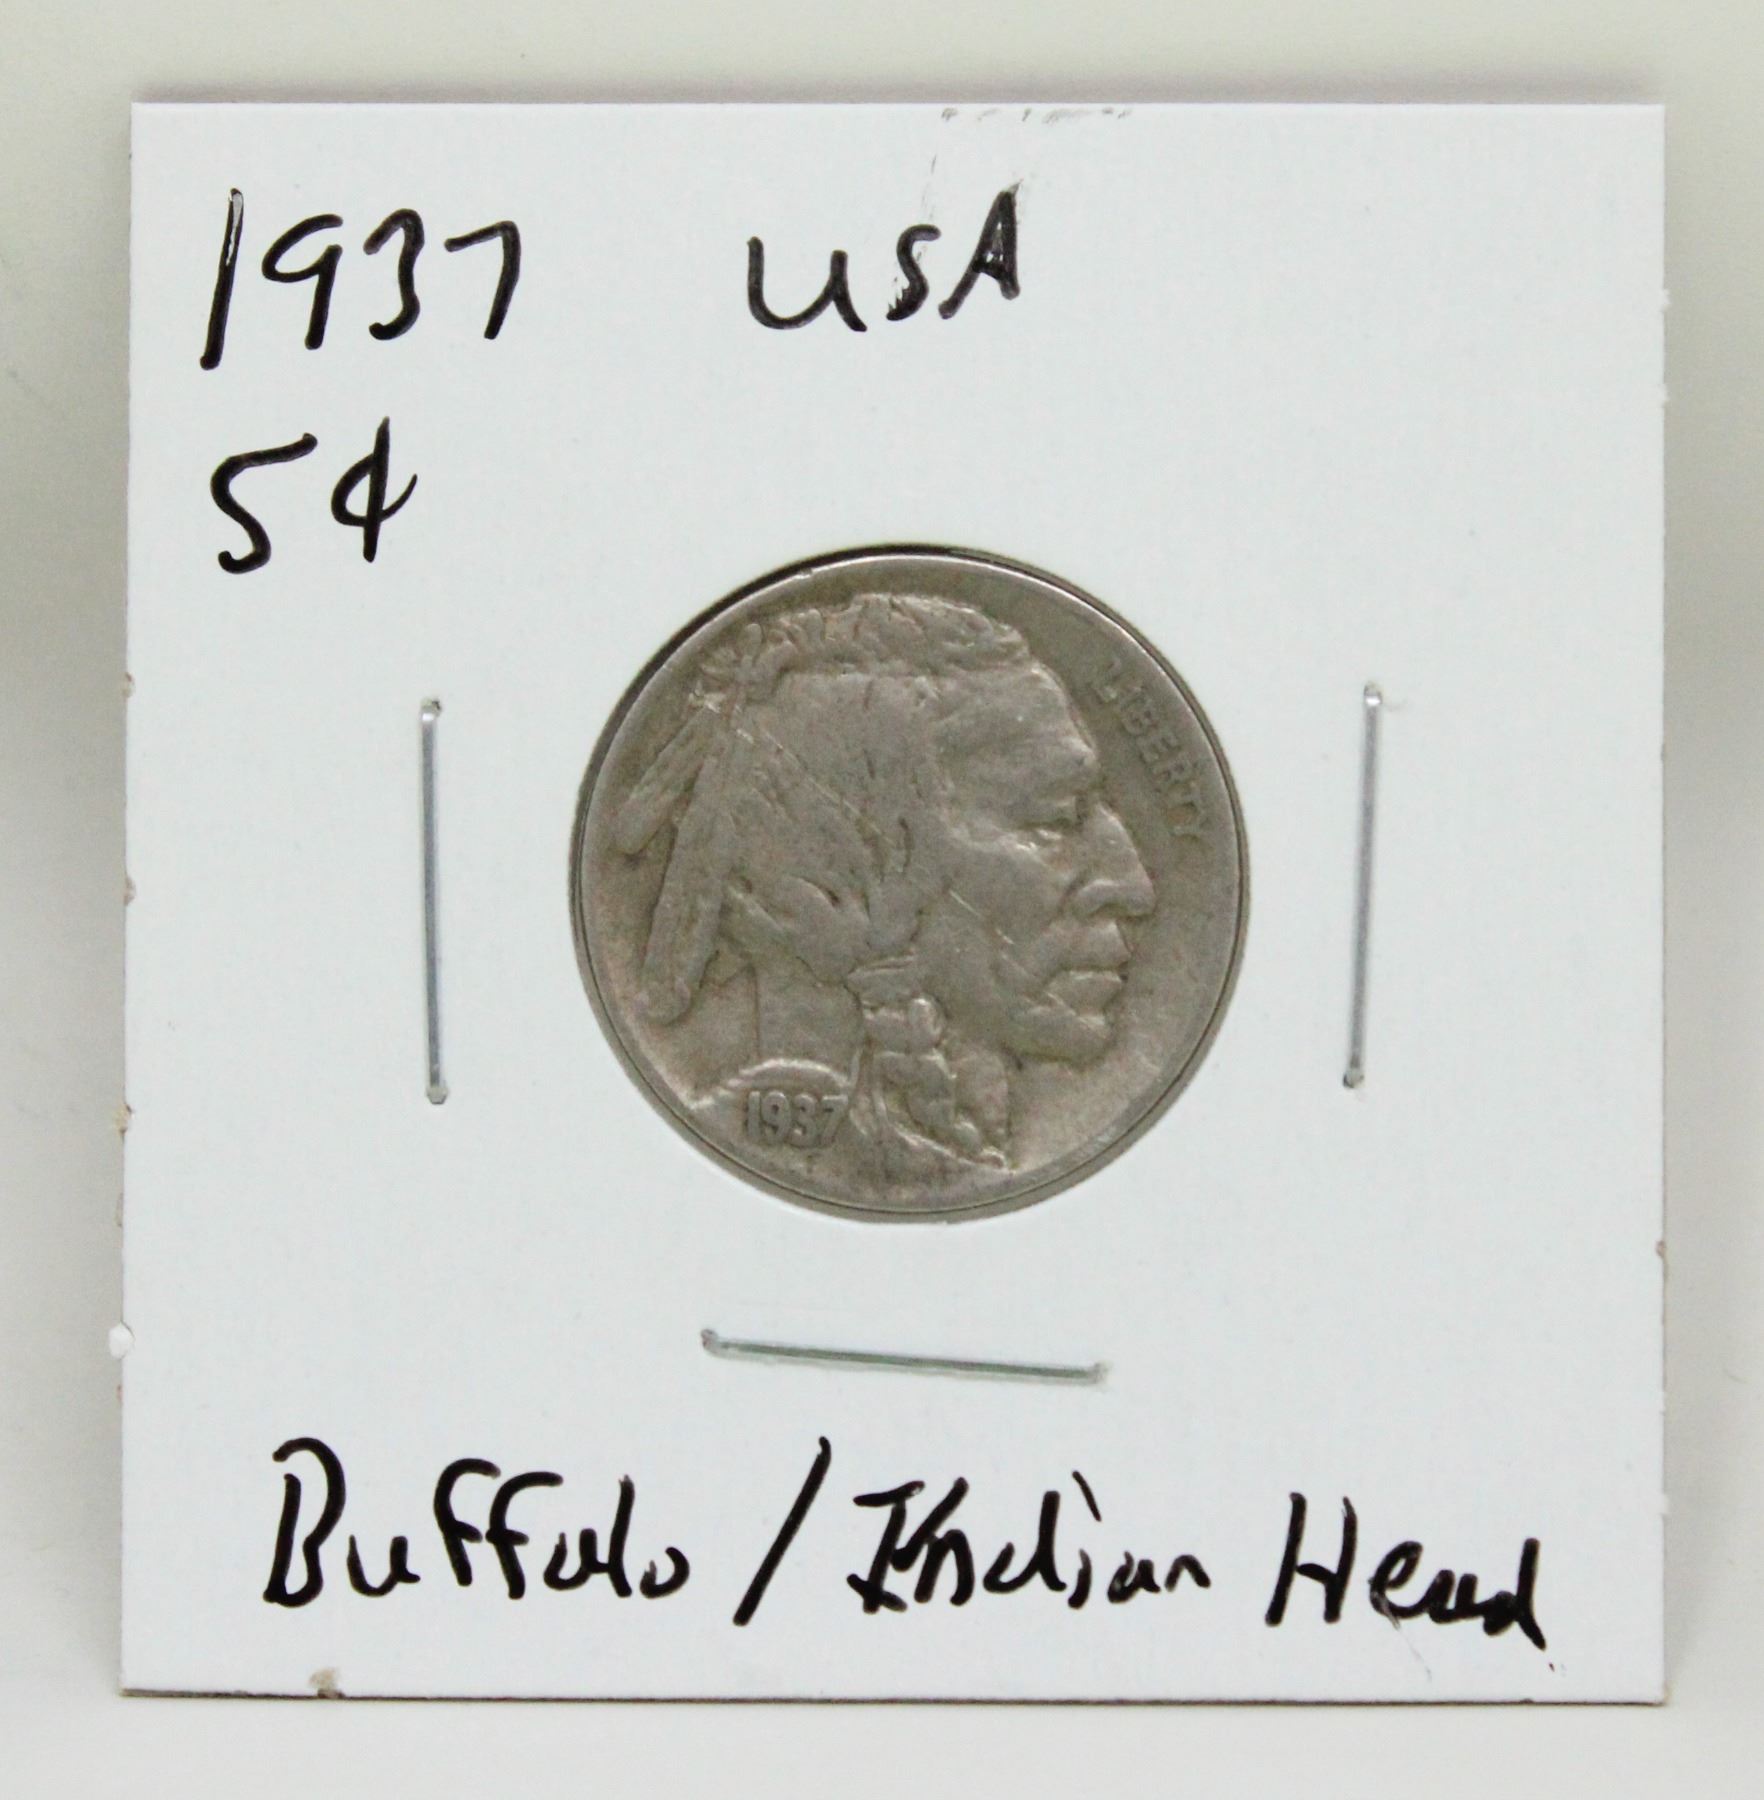 1937 USA
5¢
LIBERTY
1937
Buffalo / Indian Head